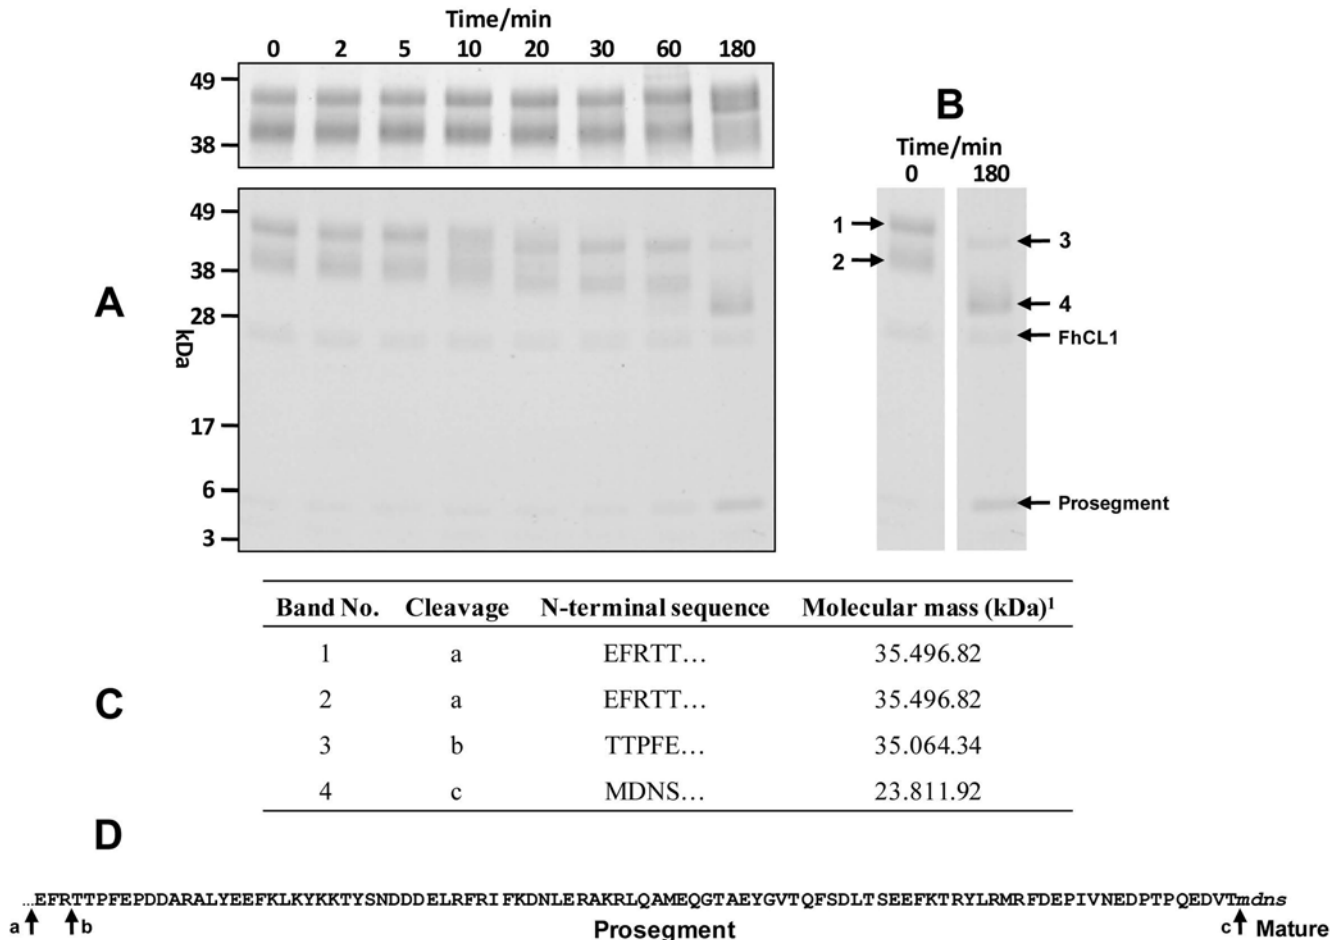 Time/min
0 2 5 10 20 30 60 180
49
38
A
49
38
28
17
6
3
kDa
B
Time/min
0 180
1
2
3
4
FhCL1
Prosegment
C
Band No. Cleavage N-terminal sequence Molecular mass (kDa)¹
1 a EFRTT... 35.496.82
2 a EFRTT... 35.496.82
3 b TTPFE... 35.064.34
4 c MDNS... 23.811.92
D
...EFRTTPFEPDDARALYEEFKLKYKKTYSNDDDELRFRIFKDNLERAKRLQAMEQGTAEYGVTQFSDLTSEEFKTRYLRMRFDEPIVNEDPTPQEDVTmdns
a b Prosegment c Mature